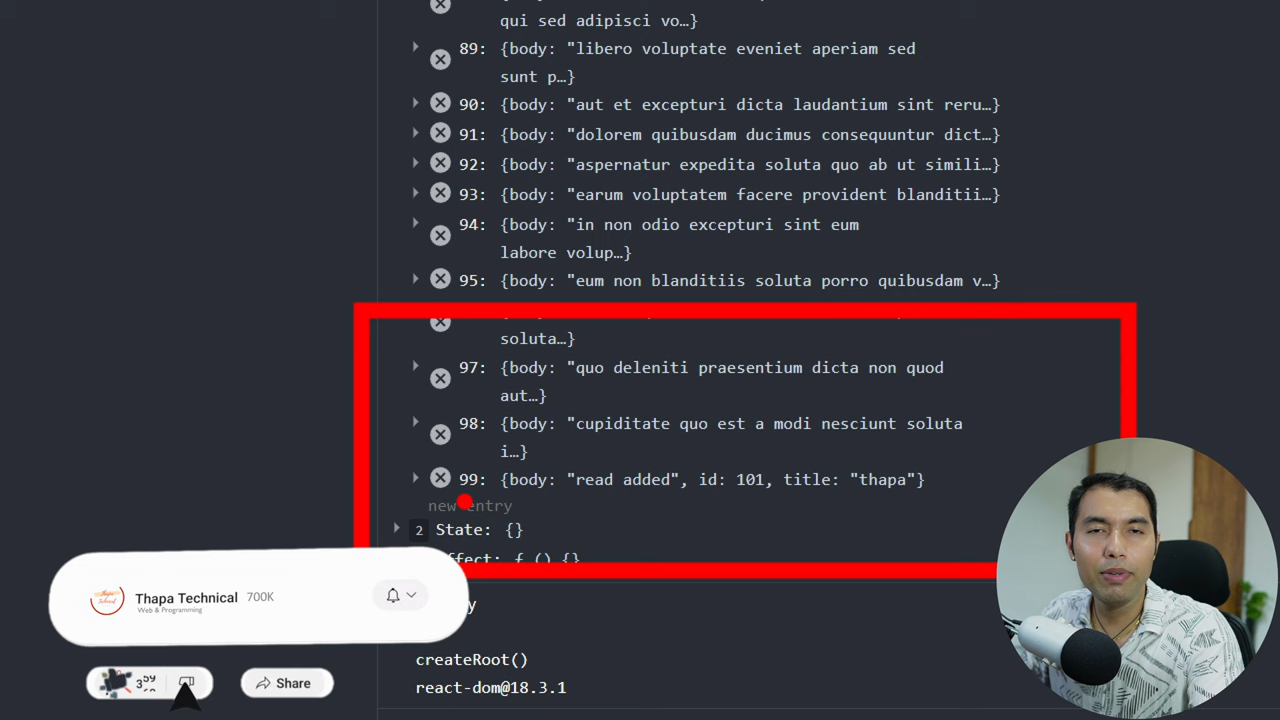 qui sed adipisci vo…}
89: {body: "libero voluptate eveniet aperiam sed
sunt p…}
90: {body: "aut et excepturi dicta laudantium sint reru…}
91: {body: "dolorem quibusdam ducimus consequuntur dict…}
92: {body: "aspernatur expedita soluta quo ab ut simili…}
93: {body: "earum voluptatem facere provident blanditii…}
94: {body: "in non odio excepturi sint eum
labore volup…}
95: {body: "eum non blanditiis soluta porro quibusdam v…}
soluta…}
97: {body: "quo deleniti praesentium dicta non quod
aut…}
98: {body: "cupiditate quo est a modi nesciunt soluta
i…}
99: {body: "read added", id: 101, title: "thapa"}
new entry
2 State: {}
ffect: ƒ () {}
Thapa Technical 700K
Web & Programming
createRoot()
react-dom@18.3.1
Share